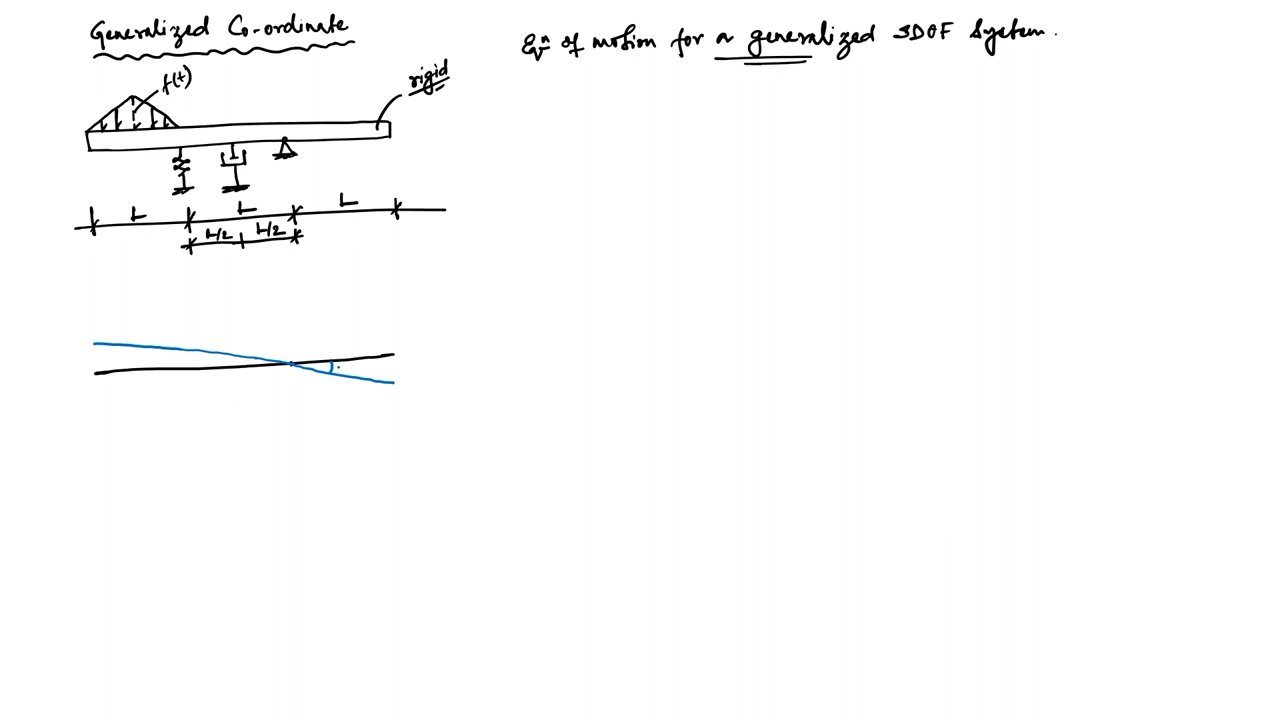 Generalized Co-ordinate
Eqⁿ of motion for a generalized SDOF System.
f(t)
rigid
L L L
L/2 L/2